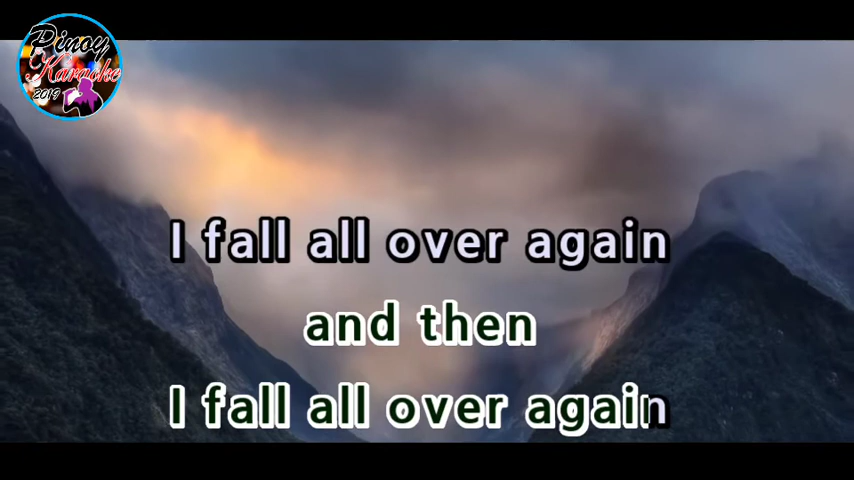 Pinoy
Karaoke
2019
I fall all over again
and then
I fall all over again